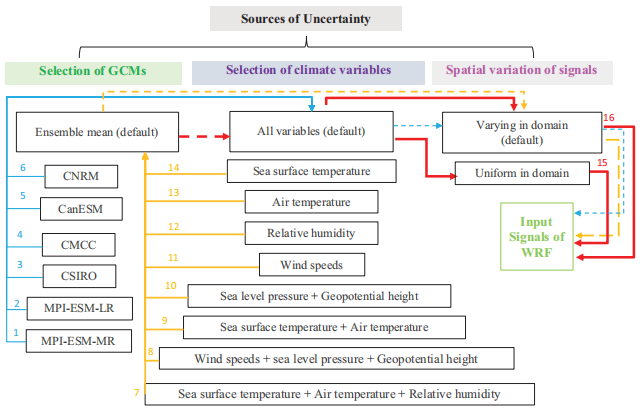 Sources of Uncertainty
Selection of GCMs
Selection of climate variables
Spatial variation of signals
Ensemble mean (default)
All variables (default)
Varying in domain
(default)
16
6
CNRM
14
Sea surface temperature
Uniform in domain
15
5
CanESM
13
Air temperature
4
CMCC
12
Relative humidity
Input
Signals of
WRF
3
CSIRO
11
Wind speeds
2
MPI-ESM-LR
10
Sea level pressure + Geopotential height
1
MPI-ESM-MR
9
Sea surface temperature + Air temperature
8
Wind speeds + sea level pressure + Geopotential height
7
Sea surface temperature + Air temperature + Relative humidity